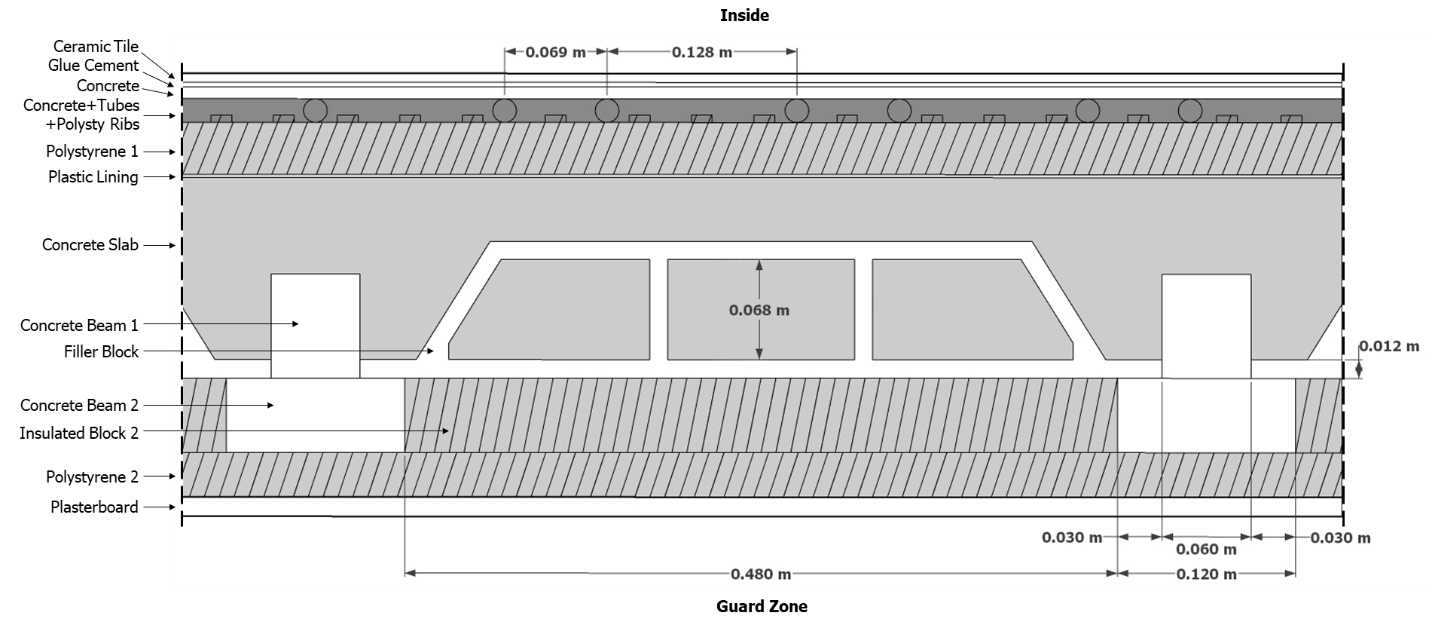 Inside
0.069 m
0.128 m
Ceramic Tile
Glue Cement
Concrete
Concrete+Tubes
+Polysty Ribs
Polystyrene 1
Plastic Lining
Concrete Slab
0.068 m
Concrete Beam 1
0.012 m
Filler Block
Concrete Beam 2
Insulated Block 2
Polystyrene 2
Plasterboard
0.030 m
0.060 m
0.030 m
0.480 m
0.120 m
Guard Zone